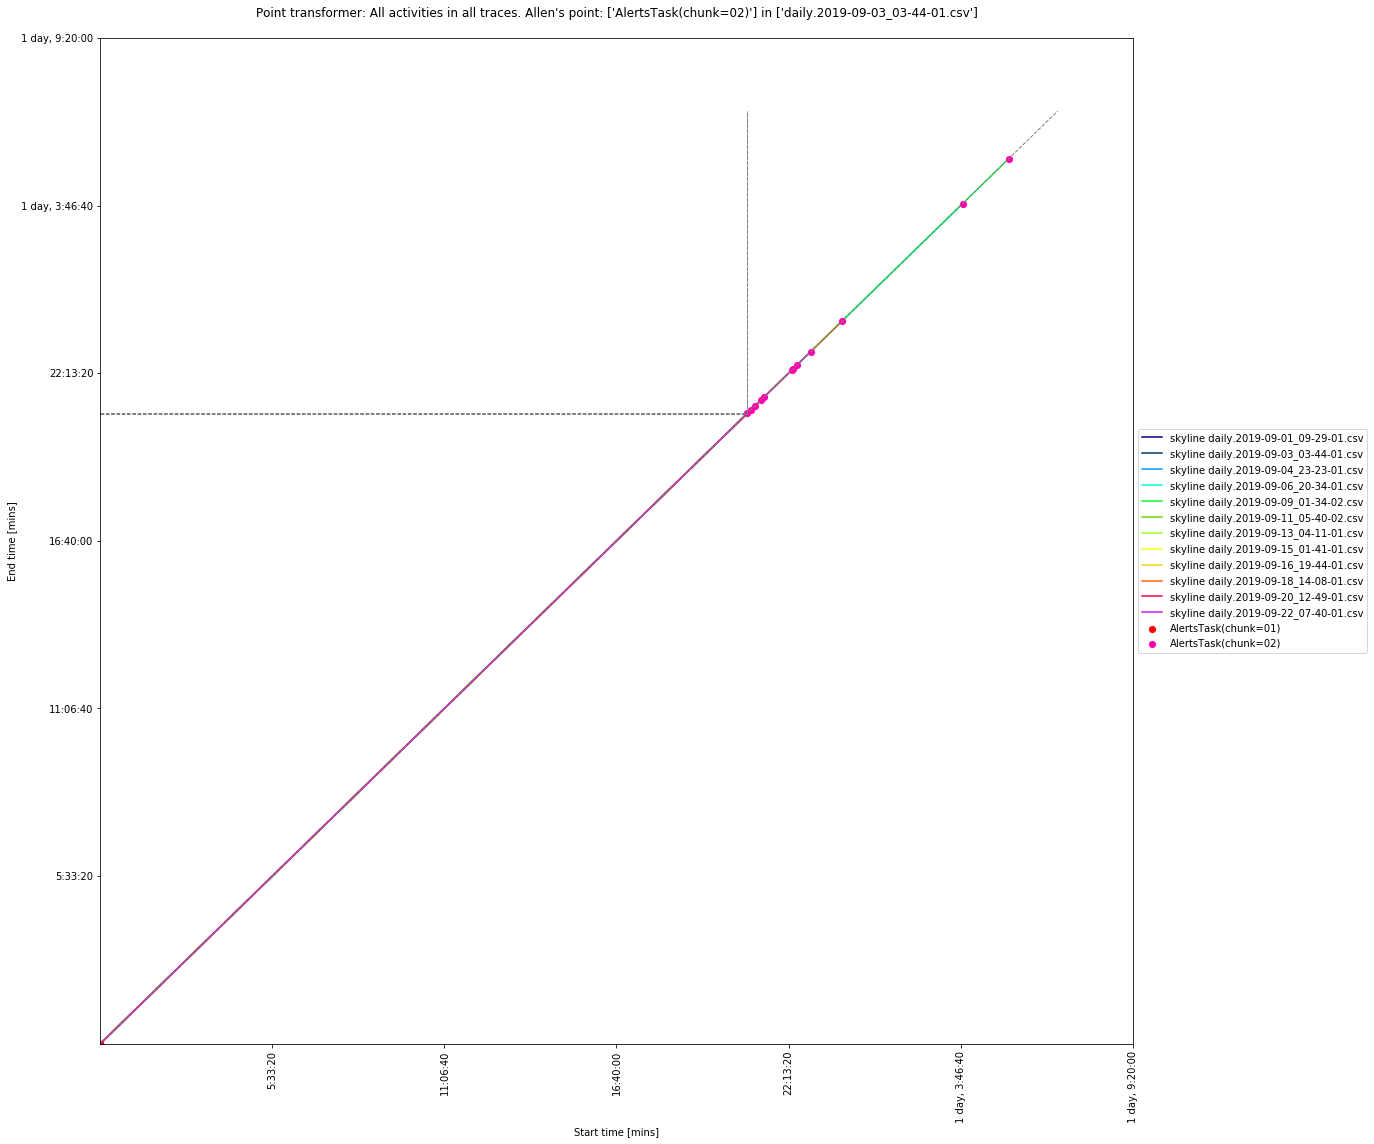 Point transformer: All activities in all traces. Allen's point: ['AlertsTask(chunk=02)'] in ['daily.2019-09-03_03-44-01.csv']
1 day, 9:20:00
1 day, 3:46:40
22:13:20
16:40:00
11:06:40
5:33:20
End time [mins]
5:33:20
11:06:40
16:40:00
22:13:20
1 day, 3:46:40
1 day, 9:20:00
Start time [mins]
skyline daily.2019-09-01_09-29-01.csv
skyline daily.2019-09-03_03-44-01.csv
skyline daily.2019-09-04_23-23-01.csv
skyline daily.2019-09-06_20-34-01.csv
skyline daily.2019-09-09_01-34-02.csv
skyline daily.2019-09-11_05-40-02.csv
skyline daily.2019-09-13_04-11-01.csv
skyline daily.2019-09-15_01-41-01.csv
skyline daily.2019-09-16_19-44-01.csv
skyline daily.2019-09-18_14-08-01.csv
skyline daily.2019-09-20_12-49-01.csv
skyline daily.2019-09-22_07-40-01.csv
AlertsTask(chunk=01)
AlertsTask(chunk=02)